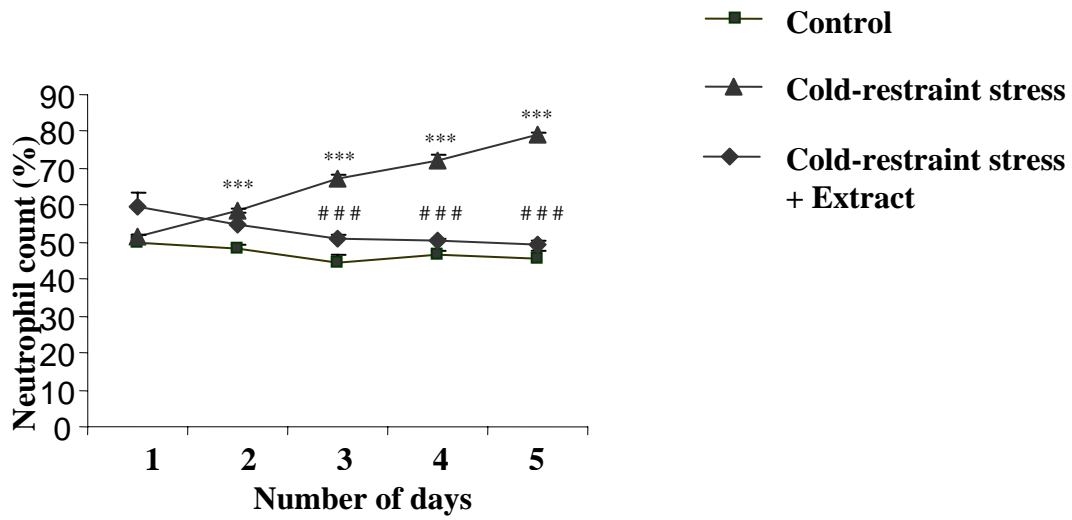 Control
Cold-restraint stress
Cold-restraint stress
+ Extract
Neutrophil count (%)
90
80
70
60
50
40
30
20
10
0
***
***
***
***
# # #
# # #
# # #
1 2 3 4 5
Number of days